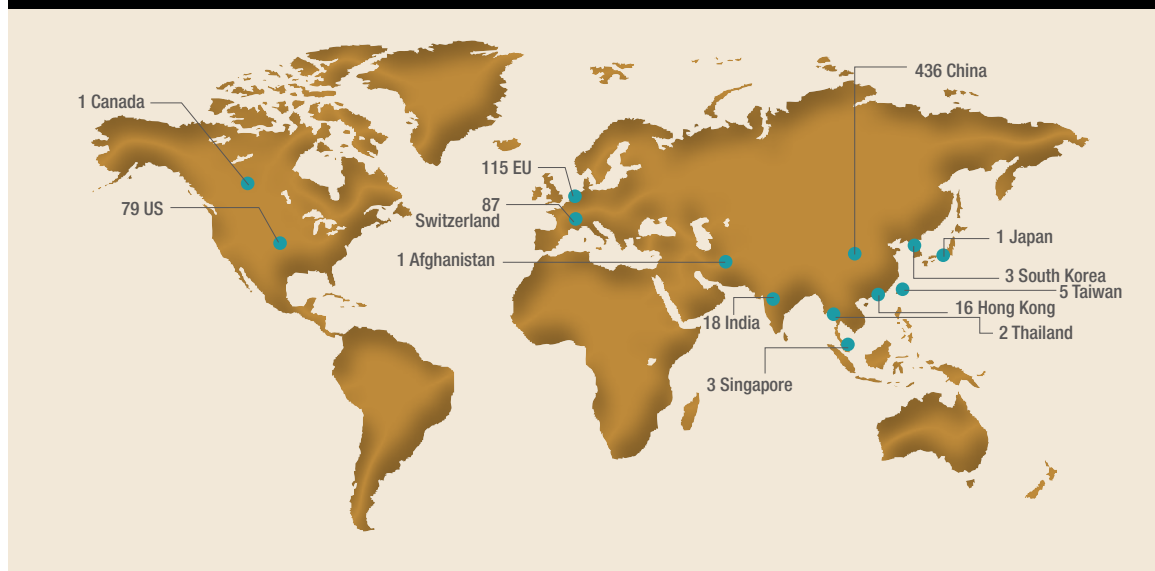 436 China
1 Canada
115 EU
79 US
87
Switzerland
1 Japan
1 Afghanistan
3 South Korea
5 Taiwan
16 Hong Kong
18 India
2 Thailand
3 Singapore